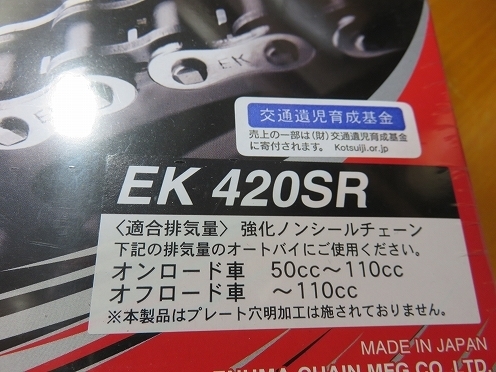 EK
交通遺児育成基金
売上の一部は(財)交通遺児育成基金
に寄付されます。 Kotsuiji.or.jp
EK 420SR
〈適合排気量〉強化ノンシールチェーン
下記の排気量のオートバイにご使用ください。
オンロード車 50cc～110cc
オフロード車 ～110cc
※本製品はプレート穴明加工は施されておりません。
MADE IN JAPAN
CHAIN MFG CO.,LTD.